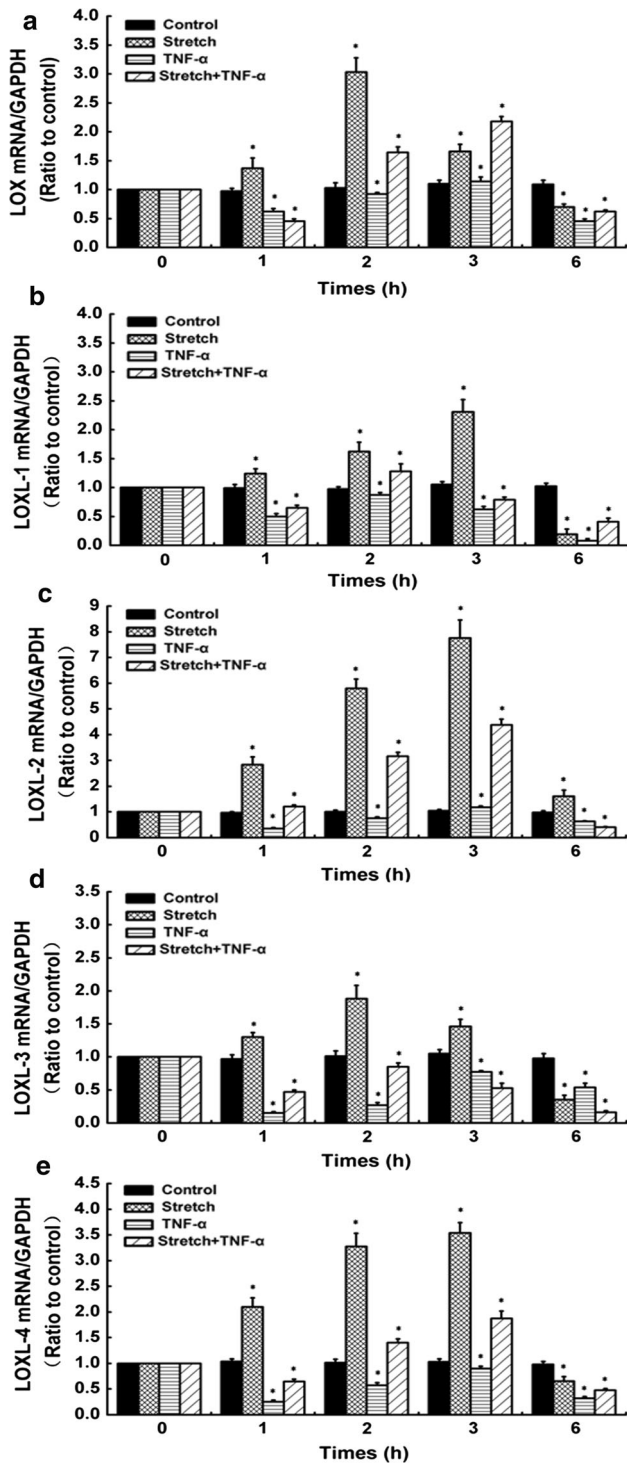 a
LOX mRNA/GAPDH
(Ratio to control)
4.0
3.5
3.0
2.5
2.0
1.5
1.0
0.5
0.0
Control
Stretch
TNF-α
Stretch+TNF-α
* * * * * * * * * * * *
0 1 2 3 6
Times (h)
b
LOXL-1 mRNA/GAPDH
(Ratio to control)
4.0
3.5
3.0
2.5
2.0
1.5
1.0
0.5
0.0
Control
Stretch
TNF-α
Stretch+TNF-α
* * * * * * * * * * * *
0 1 2 3 6
Times (h)
c
LOXL-2 mRNA/GAPDH
(Ratio to control)
9
8
7
6
5
4
3
2
1
0
Control
Stretch
TNF-α
Stretch+TNF-α
* * * * * * * * * * * *
0 1 2 3 6
Times (h)
d
LOXL-3 mRNA/GAPDH
(Ratio to control)
3.5
3.0
2.5
2.0
1.5
1.0
0.5
0.0
Control
Stretch
TNF-α
Stretch+TNF-α
* * * * * * * * * * * *
0 1 2 3 6
Times (h)
e
LOXL-4 mRNA/GAPDH
(Ratio to control)
4.5
4.0
3.5
3.0
2.5
2.0
1.5
1.0
0.5
0.0
Control
Stretch
TNF-α
Stretch+TNF-α
* * * * * * * * * * * *
0 1 2 3 6
Times (h)